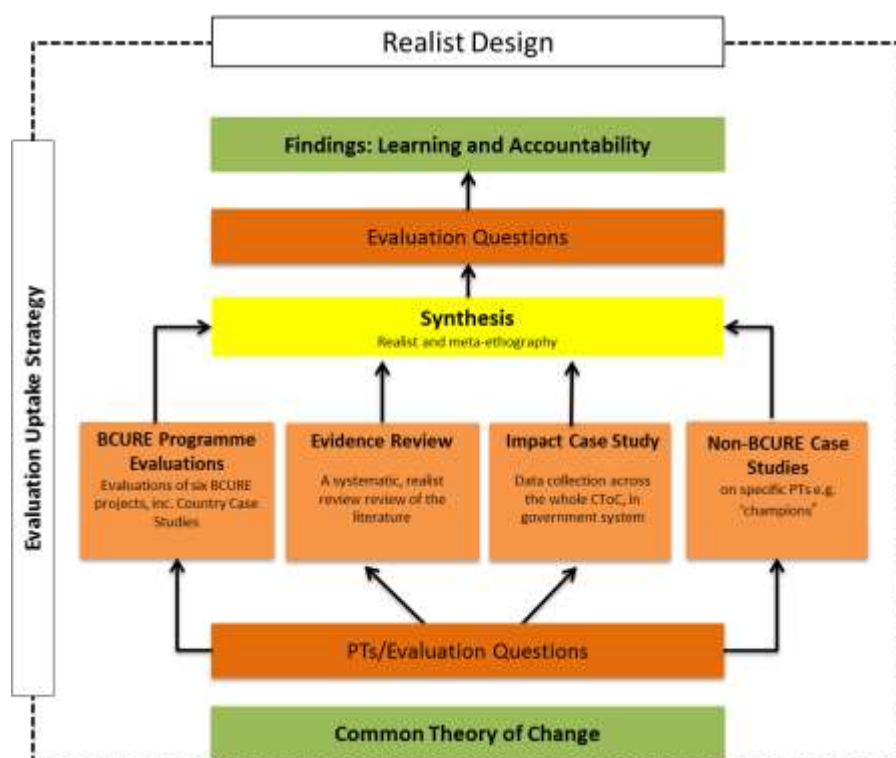 Realist Design
Evaluation Uptake Strategy
Findings: Learning and Accountability
Evaluation Questions
Synthesis
Realist and meta-ethography
BCURE Programme
Evaluations
Evaluations of six BCURE
projects, inc. Country Case
Studies
Evidence Review
A systematic, realist
review review of the
literature
Impact Case Study
Data collection across
the whole CToC, in
government system
Non-BCURE Case
Studies
on specific PTs e.g.
"champions"
PTs/Evaluation Questions
Common Theory of Change